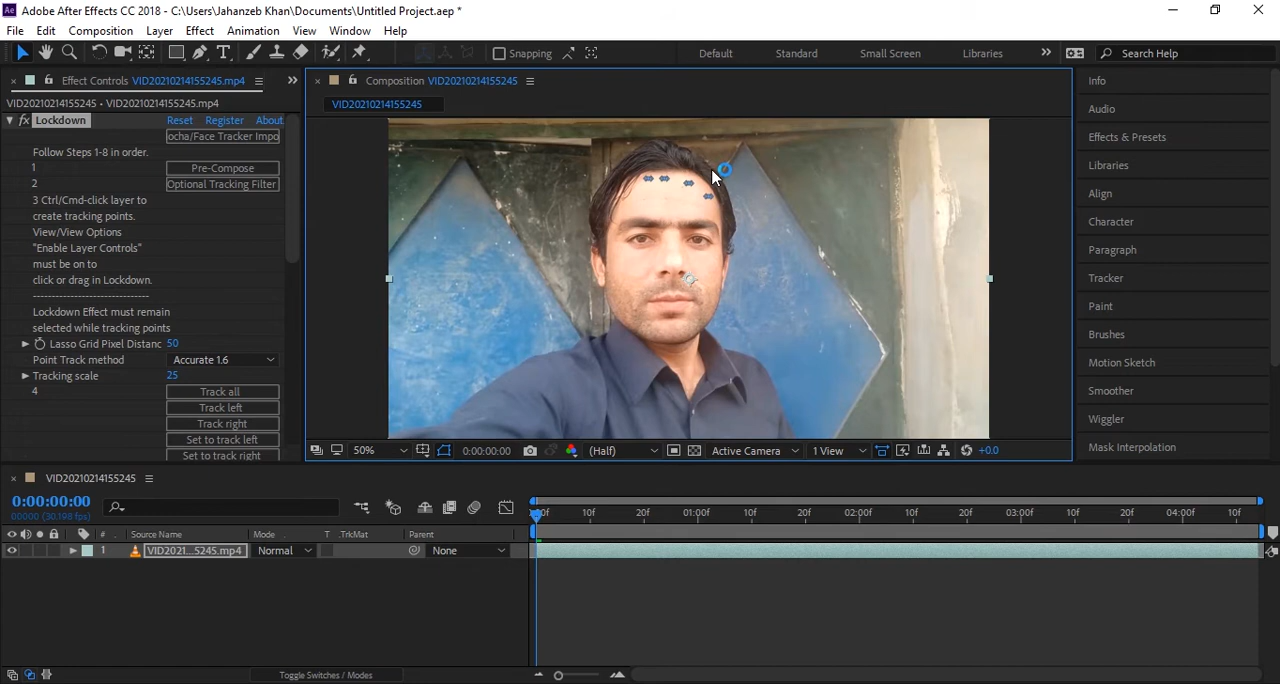 Ae Adobe After Effects CC 2018 - C:\Users\Jahanzeb Khan\Documents\Untitled Project.aep *
File Edit Composition Layer Effect Animation View Window Help
T Snapping Default Standard Small Screen Libraries » Search Help
× Effect Controls VID20210214155245.mp4 »
VID20210214155245 • VID20210214155245.mp4
fx Lockdown Reset Register About
ocha/Face Tracker Impo
Follow Steps 1-8 in order.
1 Pre-Compose
2 Optional Tracking Filter
3 Ctrl/Cmd-click layer to
create tracking points.
View/View Options
"Enable Layer Controls"
must be on to
click or drag in Lockdown.
------------------------------
Lockdown Effect must remain
selected while tracking points
Lasso Grid Pixel Distanc 50
Point Track method Accurate 1.6
Tracking scale 25
4 Track all
Track left
Track right
Set to track left
Set to track right
× Composition VID20210214155245
VID20210214155245
50% 0:00:00:00 (Half) Active Camera 1 View +0.0
Info
Audio
Effects & Presets
Libraries
Align
Character
Paragraph
Tracker
Paint
Brushes
Motion Sketch
Smoother
Wiggler
Mask Interpolation
× VID20210214155245
0:00:00:00
00000 (30.198 fps)
# Source Name Mode T .TrkMat Parent
1 VID2021...5245.mp4 Normal None
:00f 10f 20f 01:00f 10f 20f 02:00f 10f 20f 03:00f 10f 20f 04:00f 10f
Toggle Switches / Modes